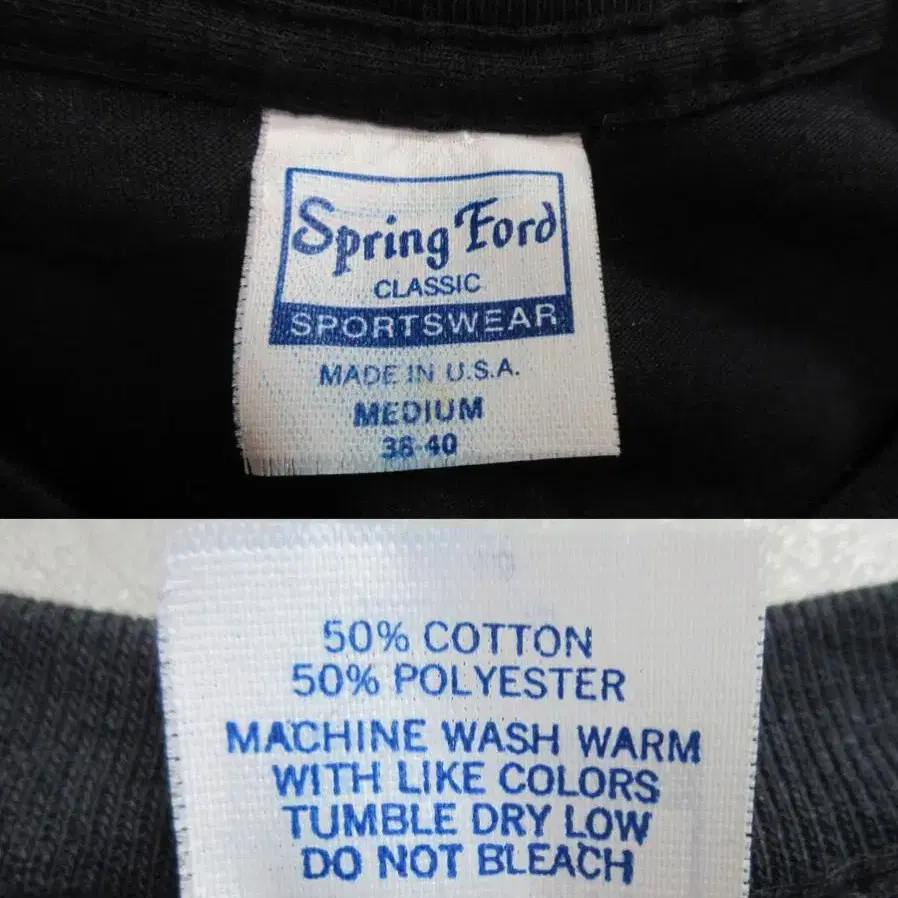 Spring Ford
CLASSIC
SPORTSWEAR
MADE IN U.S.A.
MEDIUM
38-40
50% COTTON
50% POLYESTER
MACHINE WASH WARM
WITH LIKE COLORS
TUMBLE DRY LOW
DO NOT BLEACH